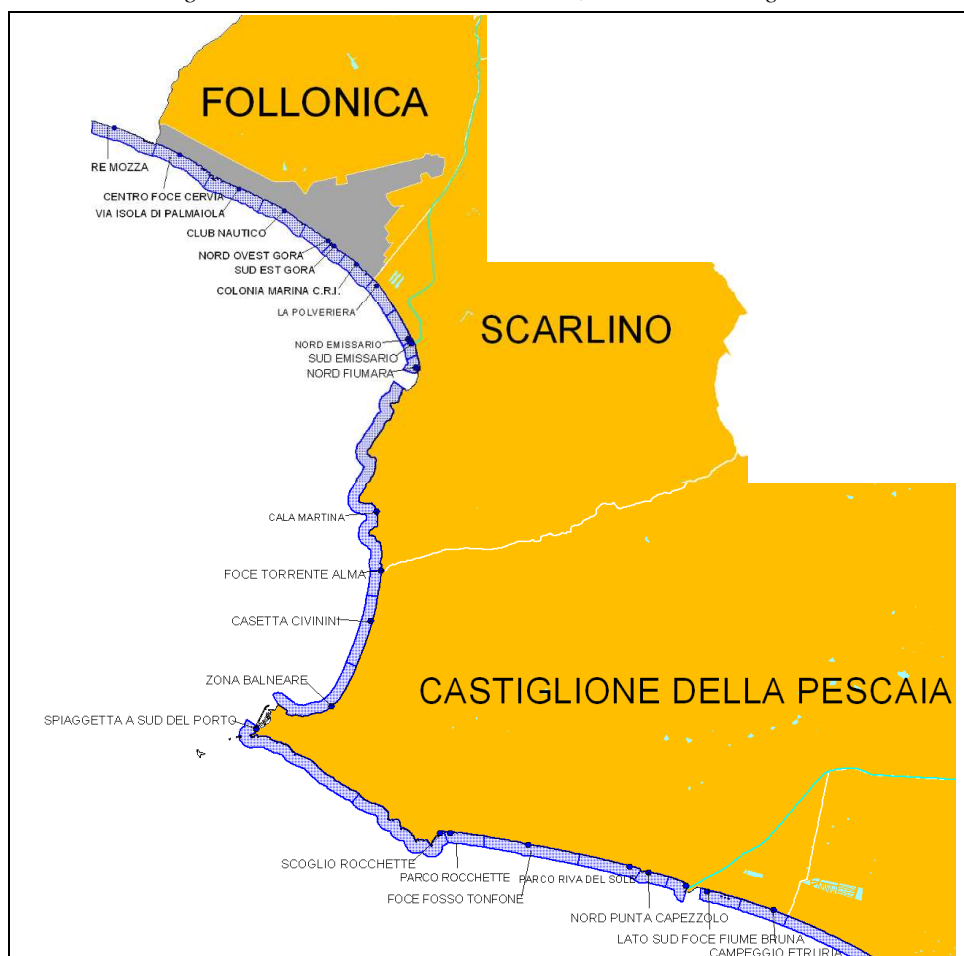 FOLLONICA
RE MOZZA
CENTRO FOCE CERVIA
VIA ISOLA DI PALMAIOLA
CLUB NAUTICO
NORD OVEST GORA
SUD EST GORA
COLONIA MARINA C.R.I.
LA POLVERIERA
SCARLINO
NORD EMISSARIO
SUD EMISSARIO
NORD FIUMARA
CALA MARTINA
FOCE TORRENTE ALMA
CASETTA CIVININI
ZONA BALNEARE
CASTIGLIONE DELLA PESCAIA
SPIAGGETTA A SUD DEL PORTO
SCOGLIO ROCCHETTE
PARCO ROCCHETTE
PARCO RIVA DEL SOLE
FOCE FOSSO TONFONE
NORD PUNTA CAPEZZOLO
LATO SUD FOCE FIUME BRUNA
CAMPEGGIO ETRURIA